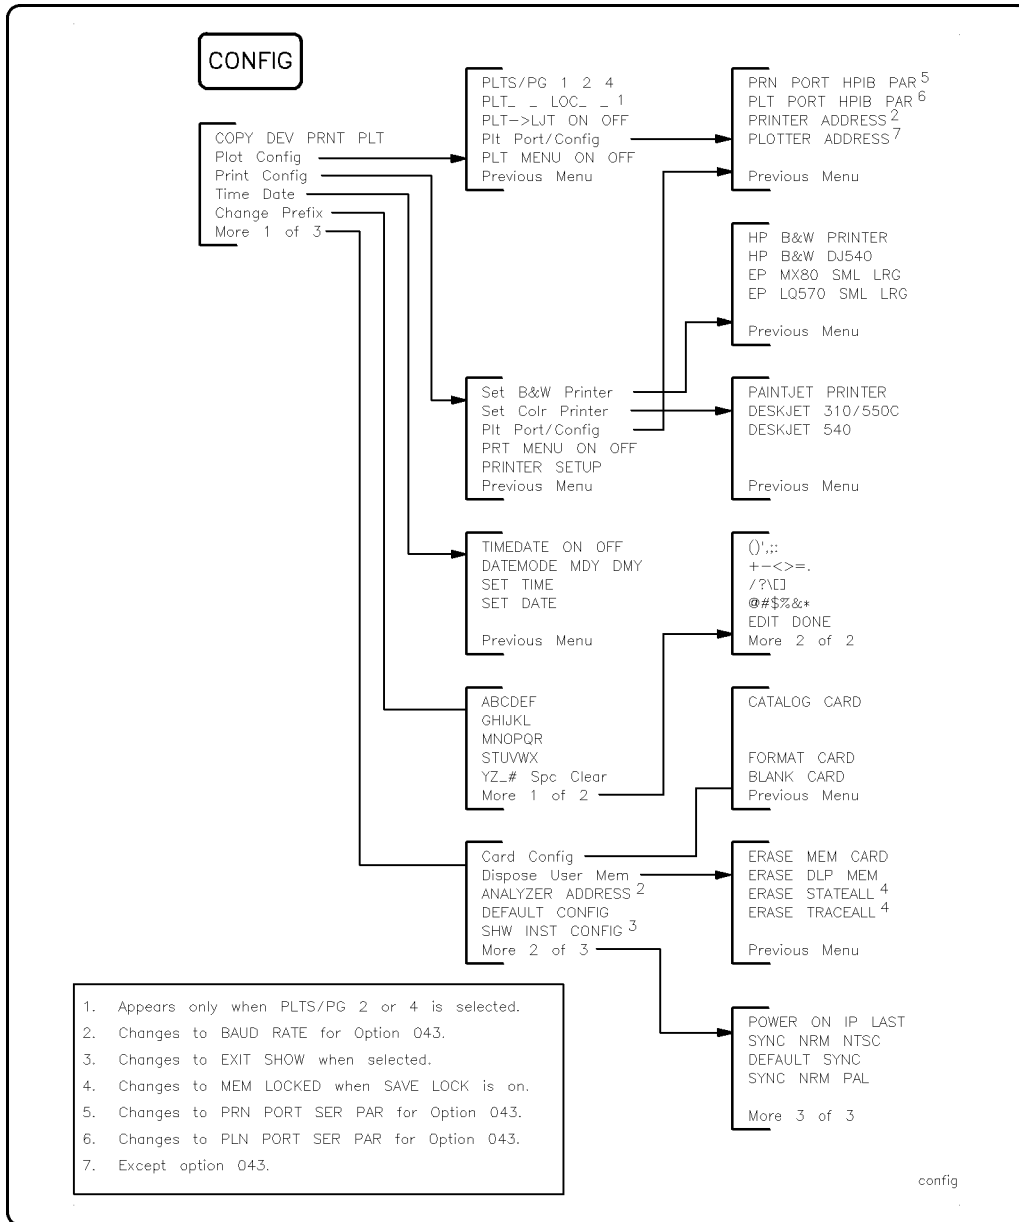 CONFIG
COPY DEV PRNT PLT
Plot Config
Print Config
Time Date
Change Prefix
More 1 of 3
PLTS/PG 1 2 4
PLT_ _ LOC_ _ 1
PLT->LJT ON OFF
Plt Port/Config
PLT MENU ON OFF
Previous Menu
PRN PORT HPIB PAR 5
PLT PORT HPIB PAR 6
PRINTER ADDRESS 2
PLOTTER ADDRESS 7
Previous Menu
HP B&W PRINTER
HP B&W DJ540
EP MX80 SML LRG
EP LQ570 SML LRG
Previous Menu
Set B&W Printer
Set Colr Printer
Plt Port/Config
PRT MENU ON OFF
PRINTER SETUP
Previous Menu
PAINTJET PRINTER
DESKJET 310/550C
DESKJET 540
Previous Menu
TIMEDATE ON OFF
DATEMODE MDY DMY
SET TIME
SET DATE
Previous Menu
()',;:
+-<>=.
/?\[]
@#$%&*
EDIT DONE
More 2 of 2
ABCDEF
GHIJKL
MNOPQR
STUVWX
YZ_# Spc Clear
More 1 of 2
CATALOG CARD
FORMAT CARD
BLANK CARD
Previous Menu
Card Config
Dispose User Mem
ANALYZER ADDRESS 2
DEFAULT CONFIG
SHW INST CONFIG 3
More 2 of 3
ERASE MEM CARD
ERASE DLP MEM
ERASE STATEALL 4
ERASE TRACEALL 4
Previous Menu
POWER ON IP LAST
SYNC NRM NTSC
DEFAULT SYNC
SYNC NRM PAL
More 3 of 3
1. Appears only when PLTS/PG 2 or 4 is selected.
2. Changes to BAUD RATE for Option 043.
3. Changes to EXIT SHOW when selected.
4. Changes to MEM LOCKED when SAVE LOCK is on.
5. Changes to PRN PORT SER PAR for Option 043.
6. Changes to PLN PORT SER PAR for Option 043.
7. Except option 043.
config